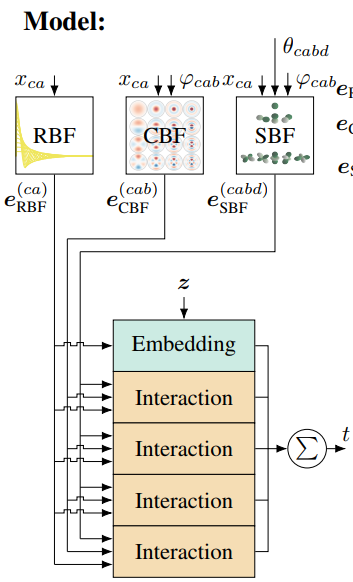 Model:
θ_cabd
x_ca
x_ca φ_cab
x_ca φ_cab
RBF
CBF
SBF
e_RBF^(ca)
e_CBF^(cab)
e_SBF^(cabd)
z
Embedding
Interaction
Interaction
Interaction
Interaction
∑
t